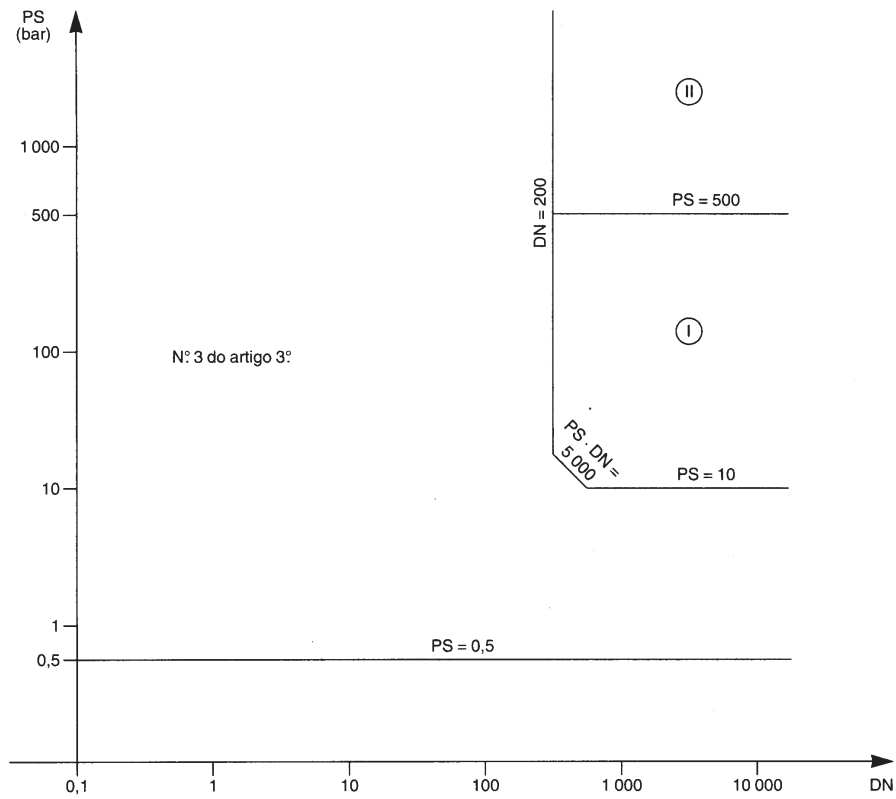 PS
(bar)
1 000
500
100
10
1
0,5
0,1
1
10
100
1 000
10 000
DN
II
DN = 200
PS = 500
I
N.º 3 do artigo 3.º
PS · DN =
5 000
PS = 10
PS = 0,5